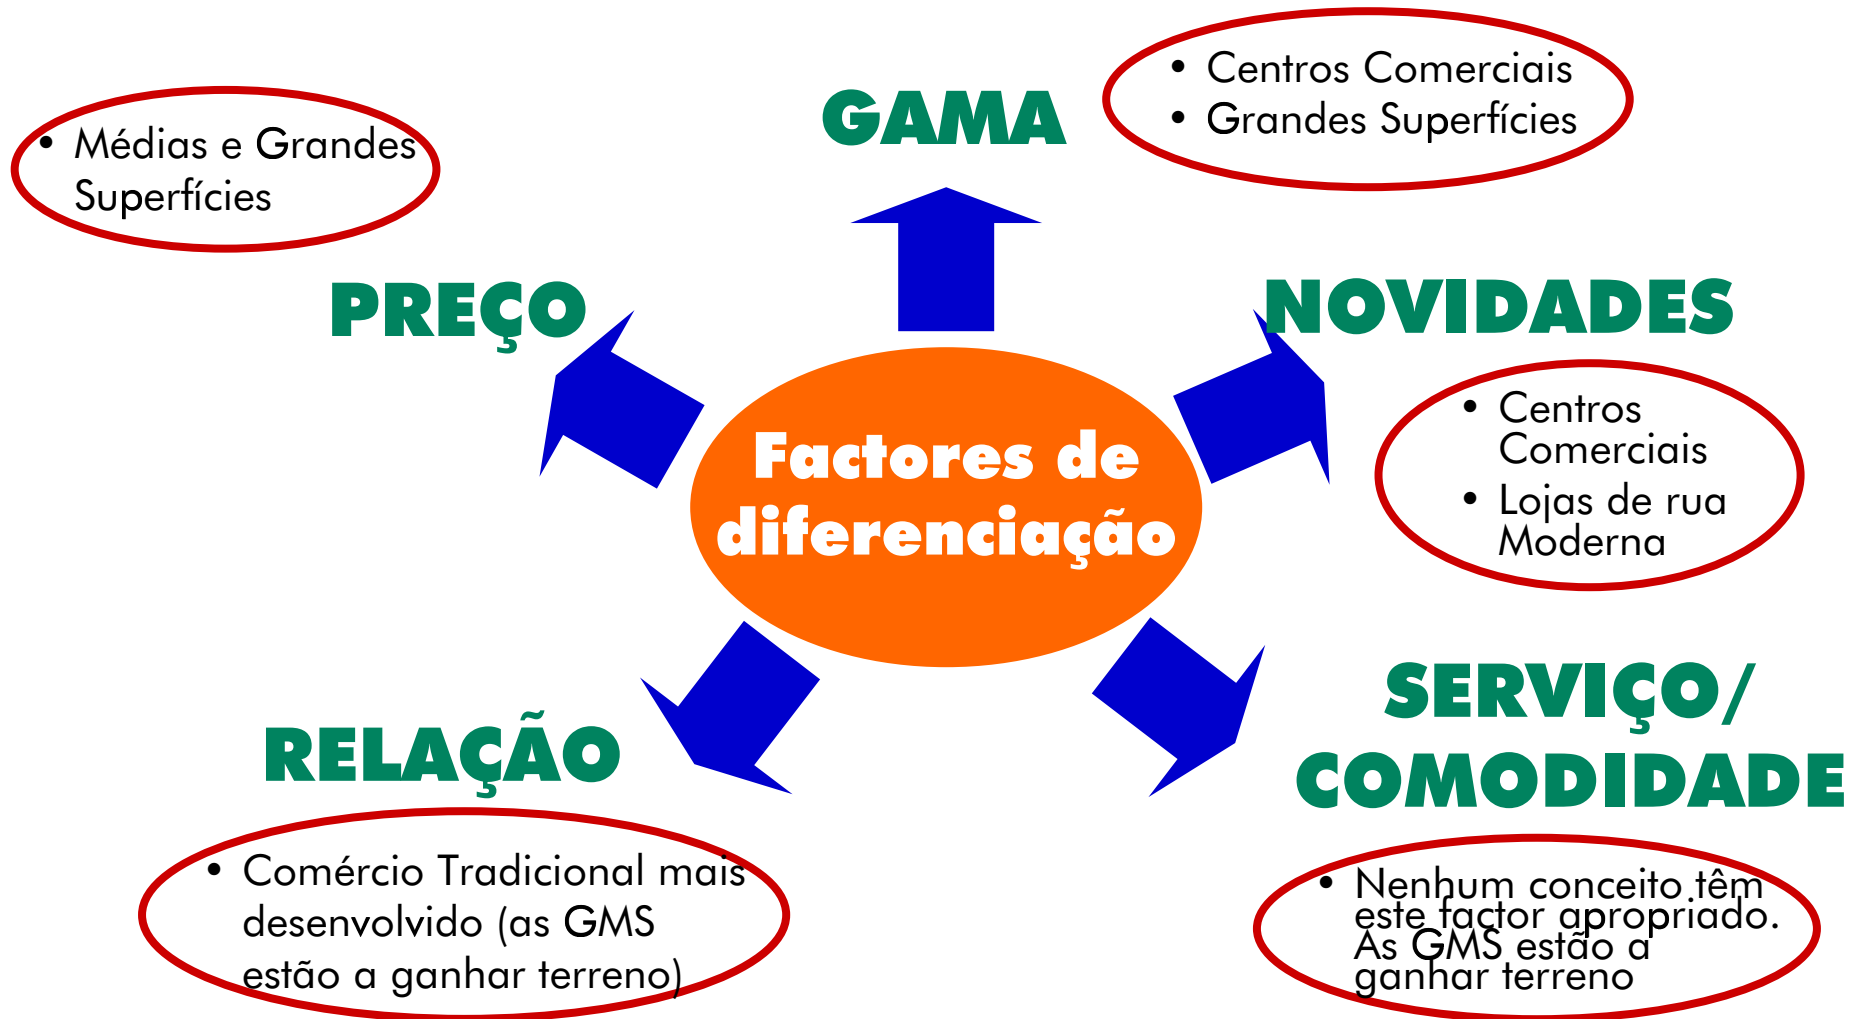 GAMA
• Centros Comerciais
• Grandes Superfícies
• Médias e Grandes
Superfícies
PREÇO
NOVIDADES
• Centros
Comerciais
• Lojas de rua
Moderna
Factores de
diferenciação
RELAÇÃO
• Comércio Tradicional mais
desenvolvido (as GMS
estão a ganhar terreno)
SERVIÇO/
COMODIDADE
• Nenhum conceito têm
este factor apropriado.
As GMS estão a
ganhar terreno